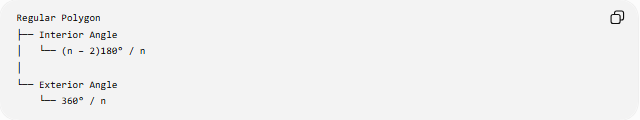 Regular Polygon
├── Interior Angle
│   └── (n − 2)180° / n
│
└── Exterior Angle
    └── 360° / n